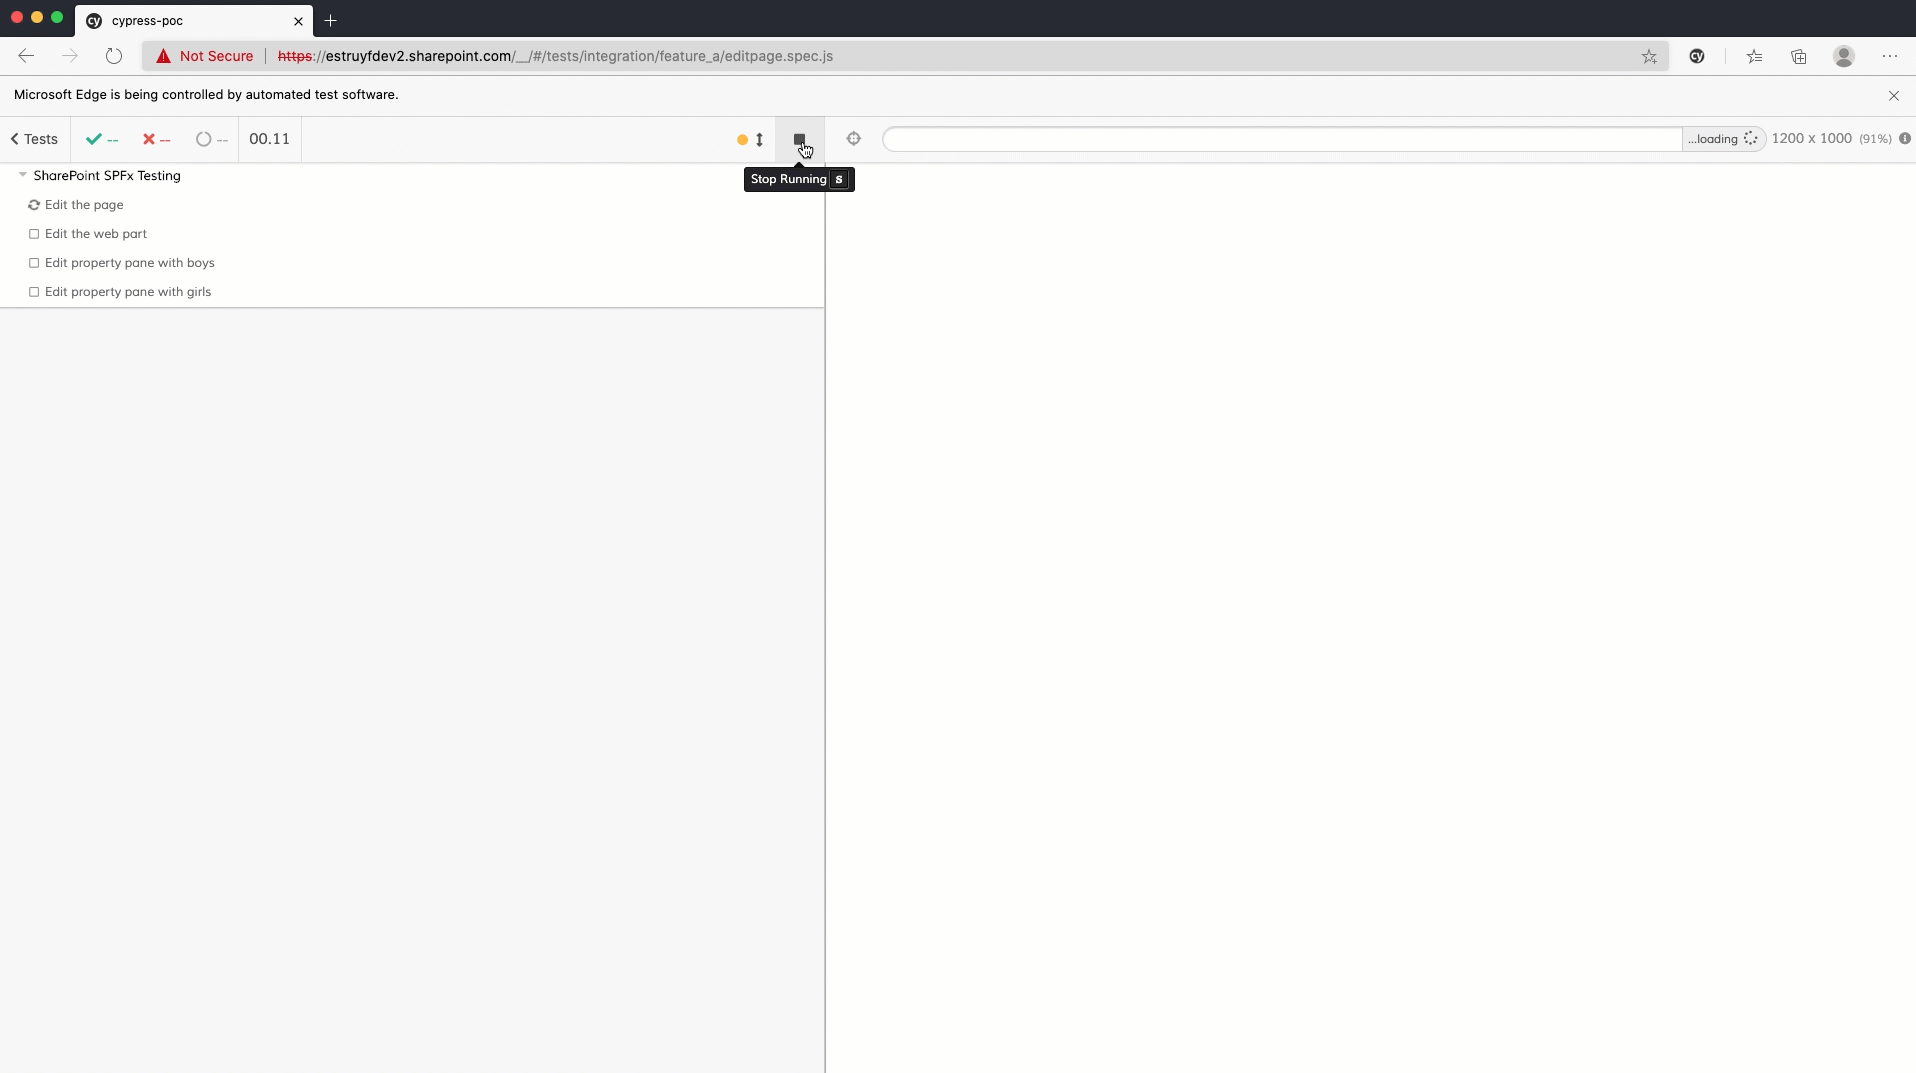 cypress-poc
Not Secure https://estruyfdev2.sharepoint.com/__/#/tests/integration/feature_a/editpage.spec.js
Microsoft Edge is being controlled by automated test software.
Tests -- -- -- 00.11 ...loading 1200 x 1000 (91%)
Stop Running s
SharePoint SPFx Testing
Edit the page
Edit the web part
Edit property pane with boys
Edit property pane with girls